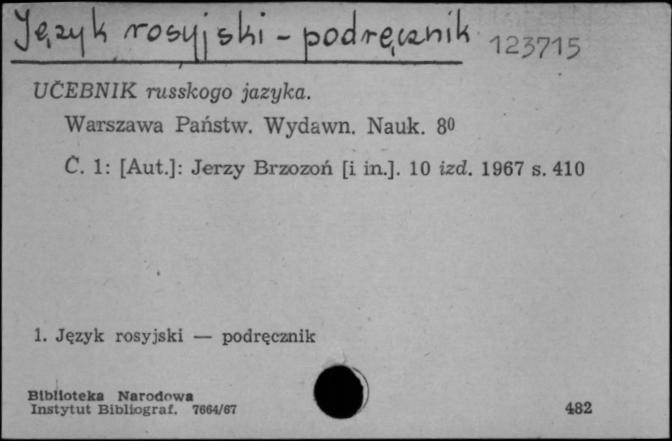 Język rosyjski - podręcznik 123715
UČEBNIK russkogo jazyka.
Warszawa Państw. Wydawn. Nauk. 8⁰
Č. 1: [Aut.]: Jerzy Brzozoń [i in.]. 10 izd. 1967 s. 410
1. Język rosyjski — podręcznik
Biblioteka Narodowa
Instytut Bibliograf. 7664/67 482